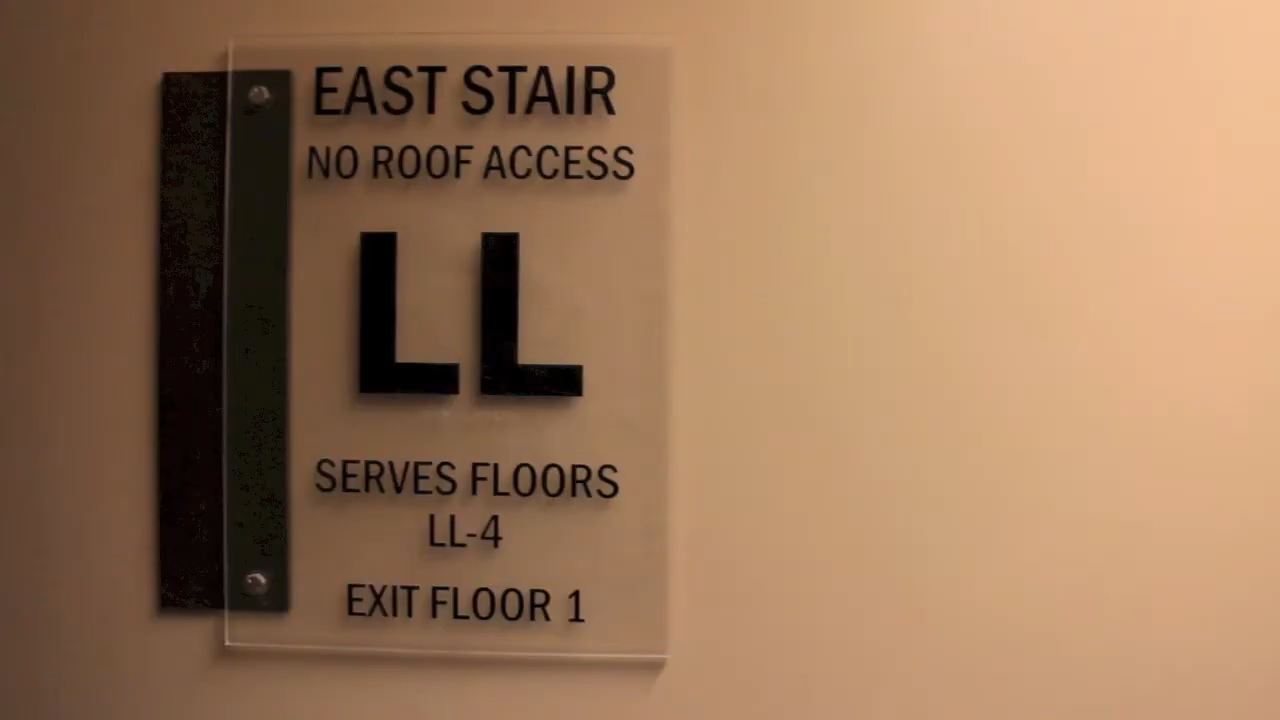 EAST STAIR
NO ROOF ACCESS
LL
SERVES FLOORS
LL-4
EXIT FLOOR 1